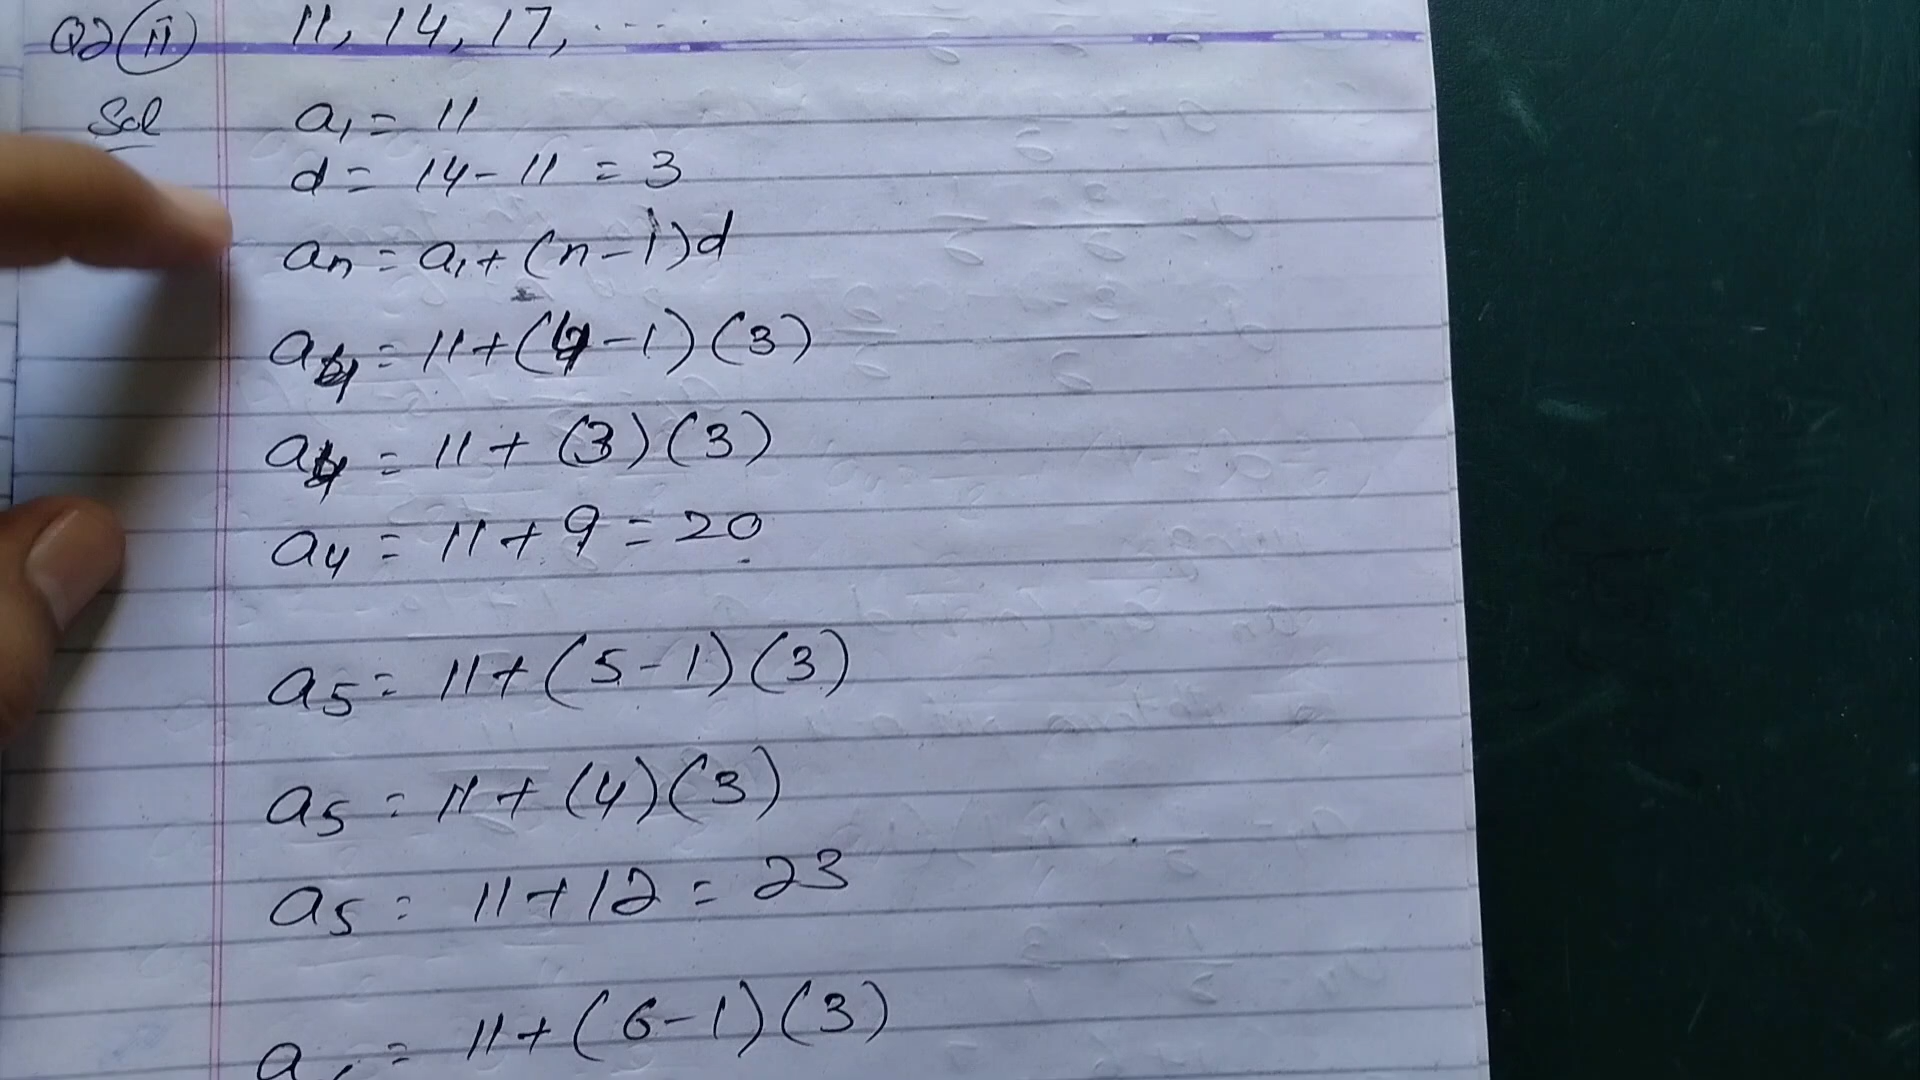 Q2 (ii) 11, 14, 17, ......
Sol a₁ = 11
d = 14 - 11 = 3
aₙ = a₁ + (n-1)d
a₄ = 11 + (4-1)(3)
a₄ = 11 + (3)(3)
a₄ = 11 + 9 = 20
a₅ = 11 + (5-1)(3)
a₅ = 11 + (4)(3)
a₅ = 11 + 12 = 23
a = 11 + (6-1)(3)